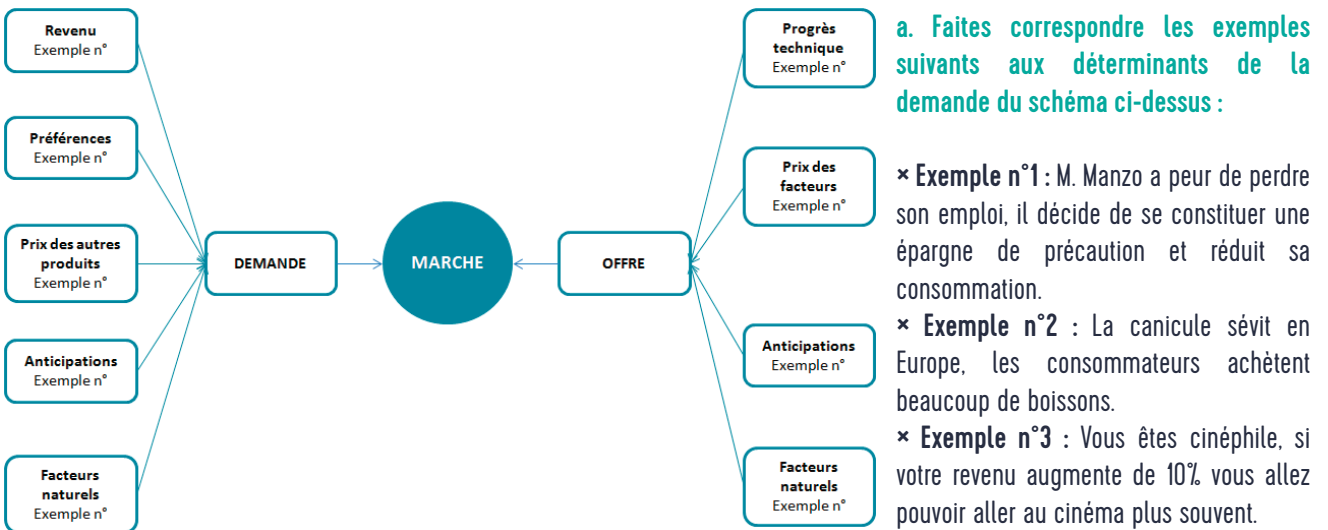 Revenu
Exemple n°
Préférences
Exemple n°
Prix des autres
produits
Exemple n°
Anticipations
Exemple n°
Facteurs
naturels
Exemple n°
DEMANDE
MARCHE
OFFRE
Progrès
technique
Exemple n°
Prix des
facteurs
Exemple n°
Anticipations
Exemple n°
Facteurs
naturels
Exemple n°
a. Faites correspondre les exemples
suivants aux déterminants de la
demande du schéma ci-dessus :
× Exemple n°1 : M. Manzo a peur de perdre
son emploi, il décide de se constituer une
épargne de précaution et réduit sa
consommation.
× Exemple n°2 : La canicule sévit en
Europe, les consommateurs achètent
beaucoup de boissons.
× Exemple n°3 : Vous êtes cinéphile, si
votre revenu augmente de 10% vous allez
pouvoir aller au cinéma plus souvent.